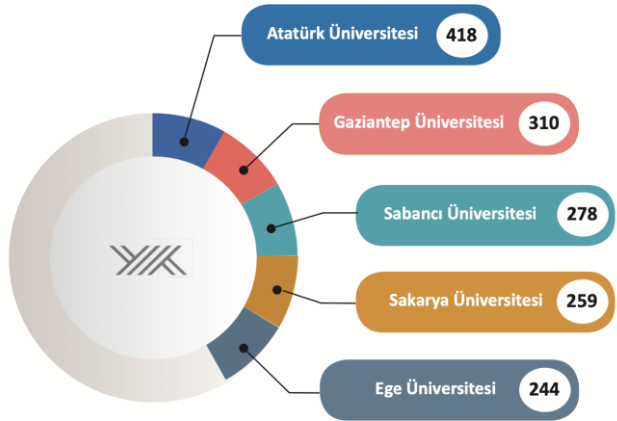 Atatürk Üniversitesi 418
Gaziantep Üniversitesi 310
Sabancı Üniversitesi 278
Sakarya Üniversitesi 259
Ege Üniversitesi 244